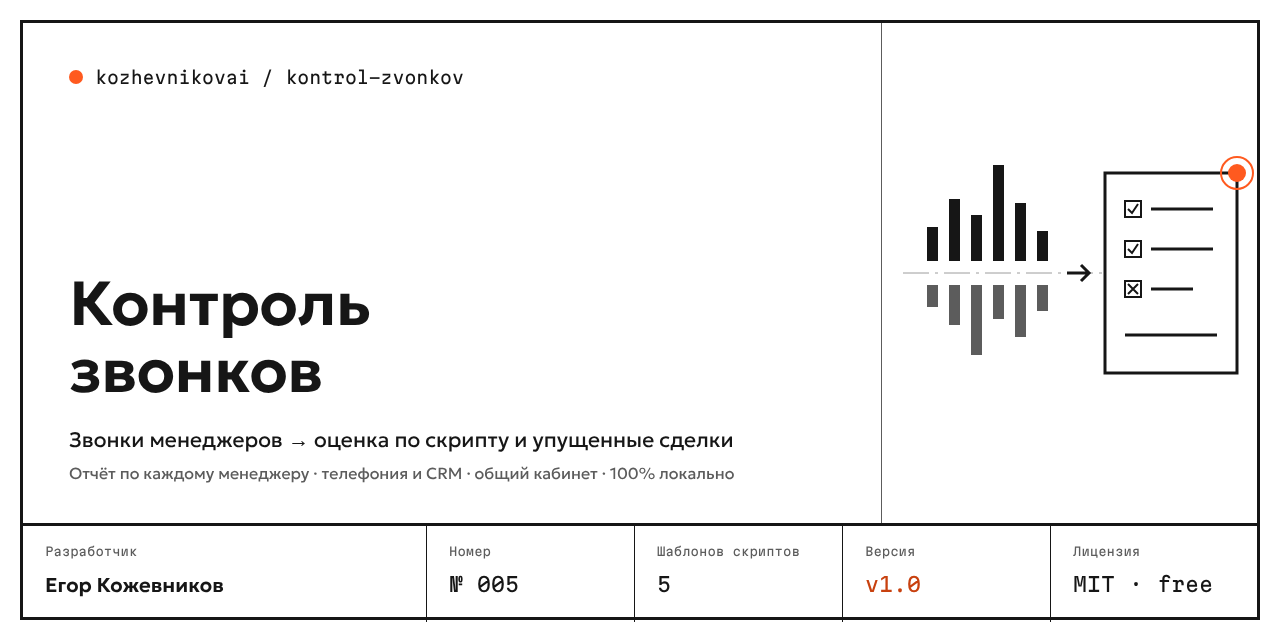 kozhevnikovai / kontrol-zvonkov
Контроль
звонков
Звонки менеджеров → оценка по скрипту и упущенные сделки
Отчёт по каждому менеджеру · телефония и CRM · общий кабинет · 100% локально
Разработчик
Егор Кожевников
Номер
№ 005
Шаблонов скриптов
5
Версия
v1.0
Лицензия
MIT · free